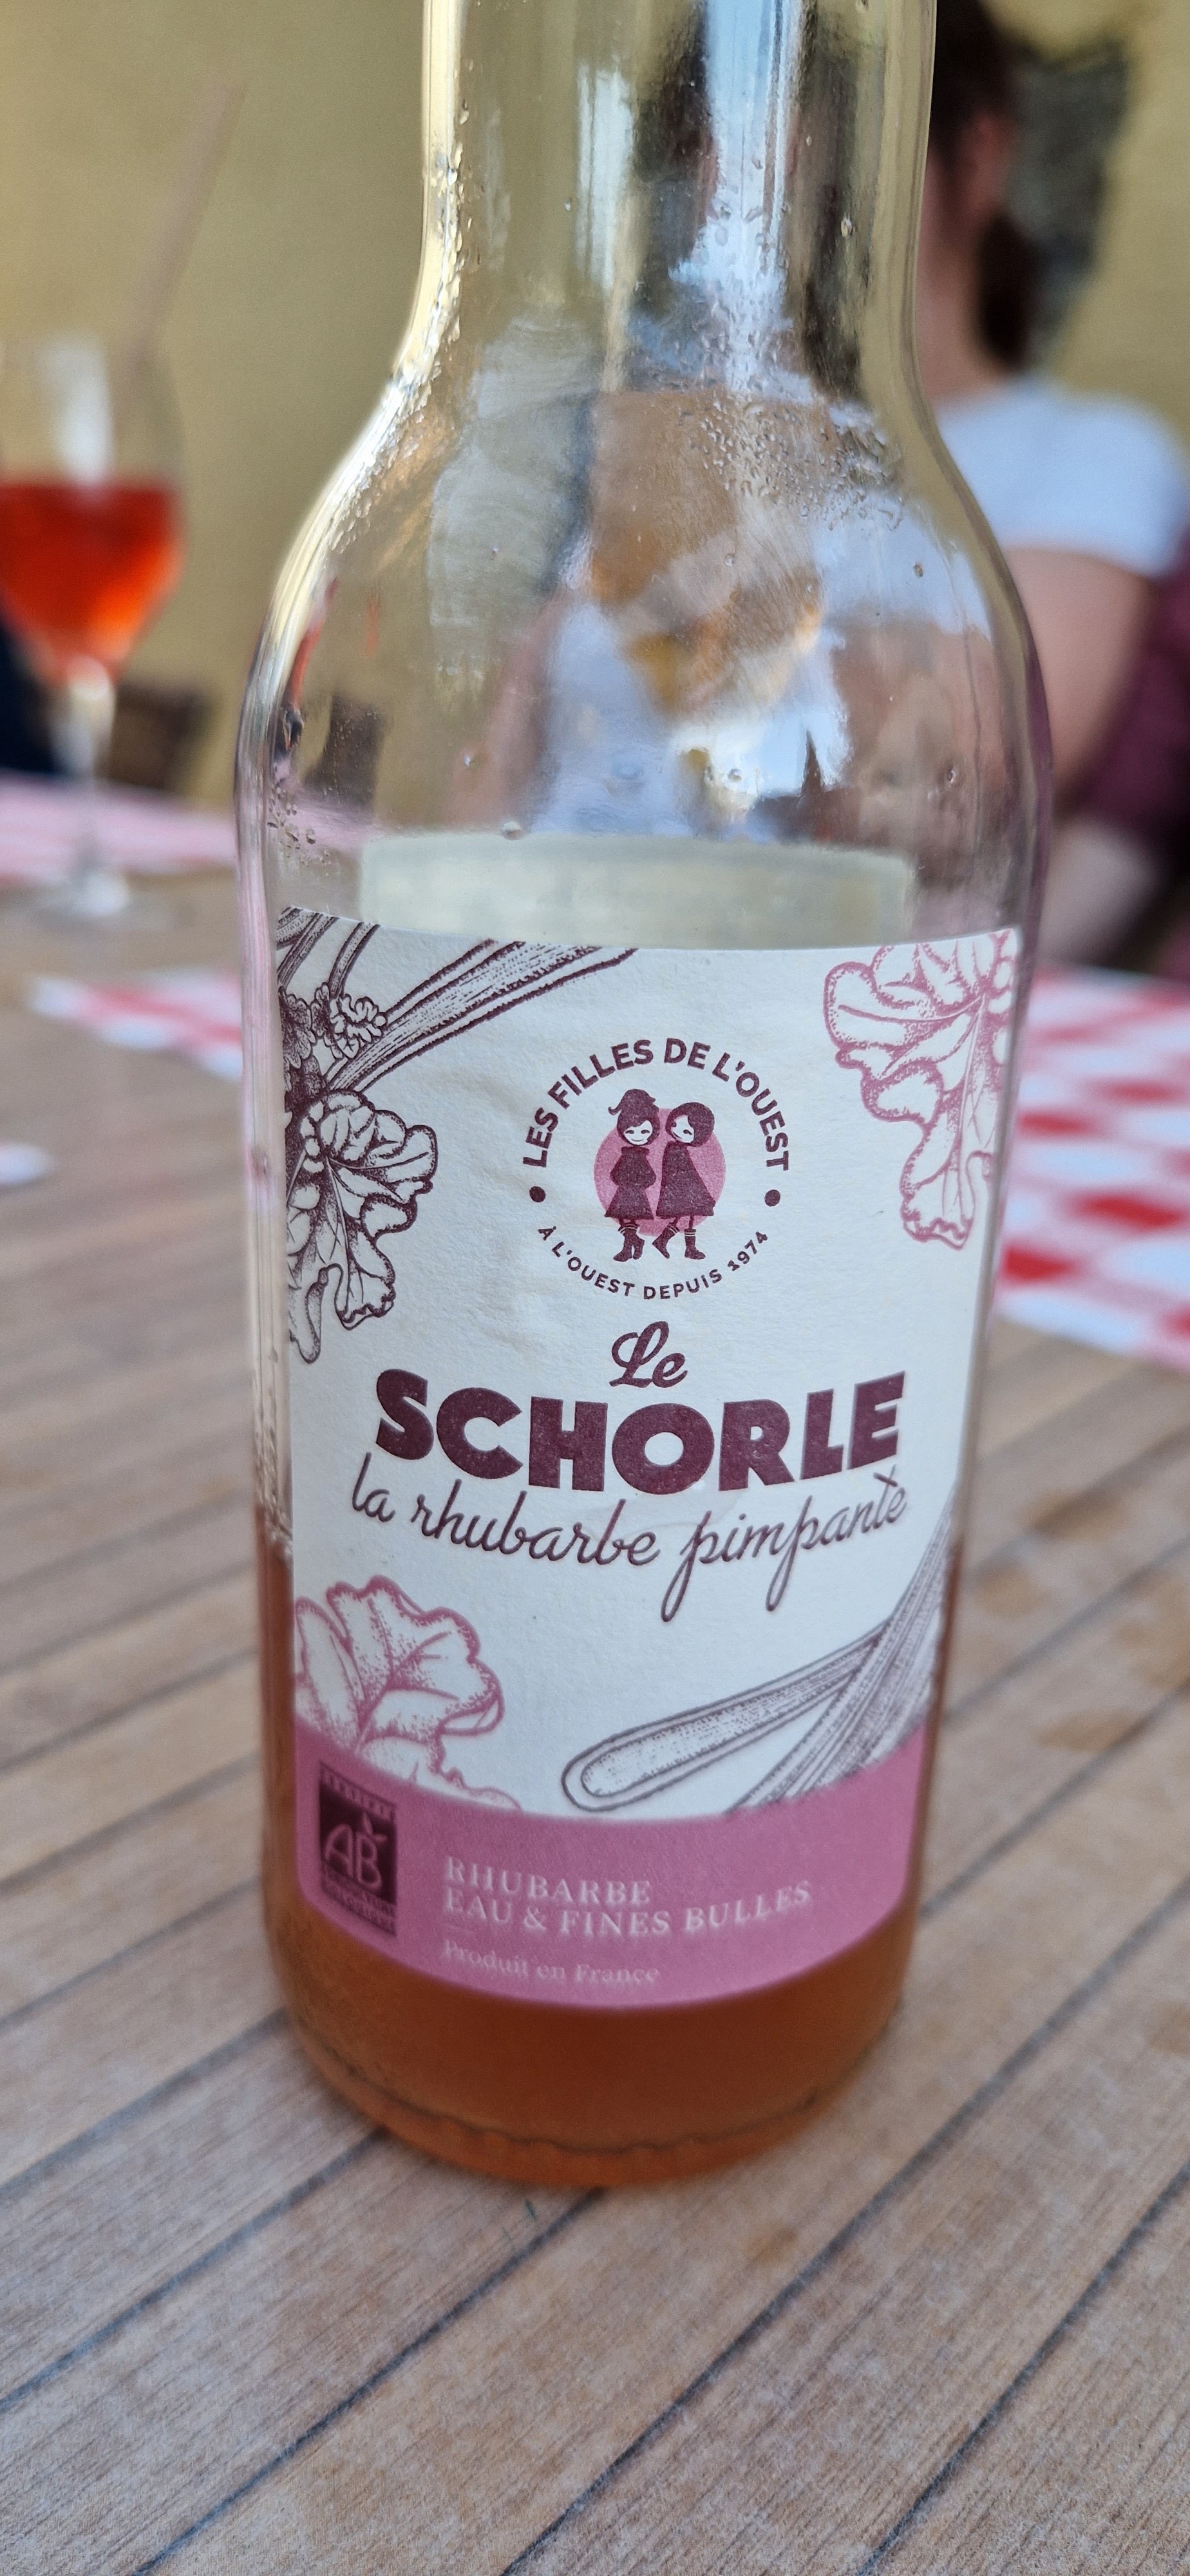 LES FILLES DE L'OUEST
À L'OUEST DEPUIS 1974
Le
SCHORLE
la rhubarbe pimpante
AB
RHUBARBE
EAU & FINES BULLES
Produit en France